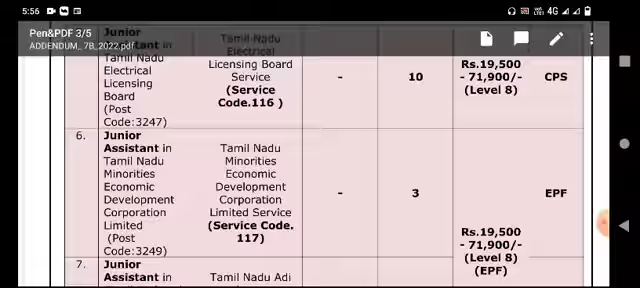 5:56
4G
Pen&PDF 3/5
ADDENDUM_ 7B_2022.pdf
Junior
Assistant in
Tamil Nadu
Electrical
Licensing
Board
(Post
Code:3247)
Tamil Nadu
Electrical
Licensing Board
Service
(Service
Code.116 )
-
10
Rs.19,500
- 71,900/-
(Level 8)
CPS
6.
Junior
Assistant in
Tamil Nadu
Minorities
Economic
Development
Corporation
Limited
(Post
Code:3249)
Tamil Nadu
Minorities
Economic
Development
Corporation
Limited Service
(Service Code.
117)
-
3
Rs.19,500
- 71,900/-
(Level 8)
(EPF)
EPF
7.
Junior
Assistant in
Tamil Nadu Adi